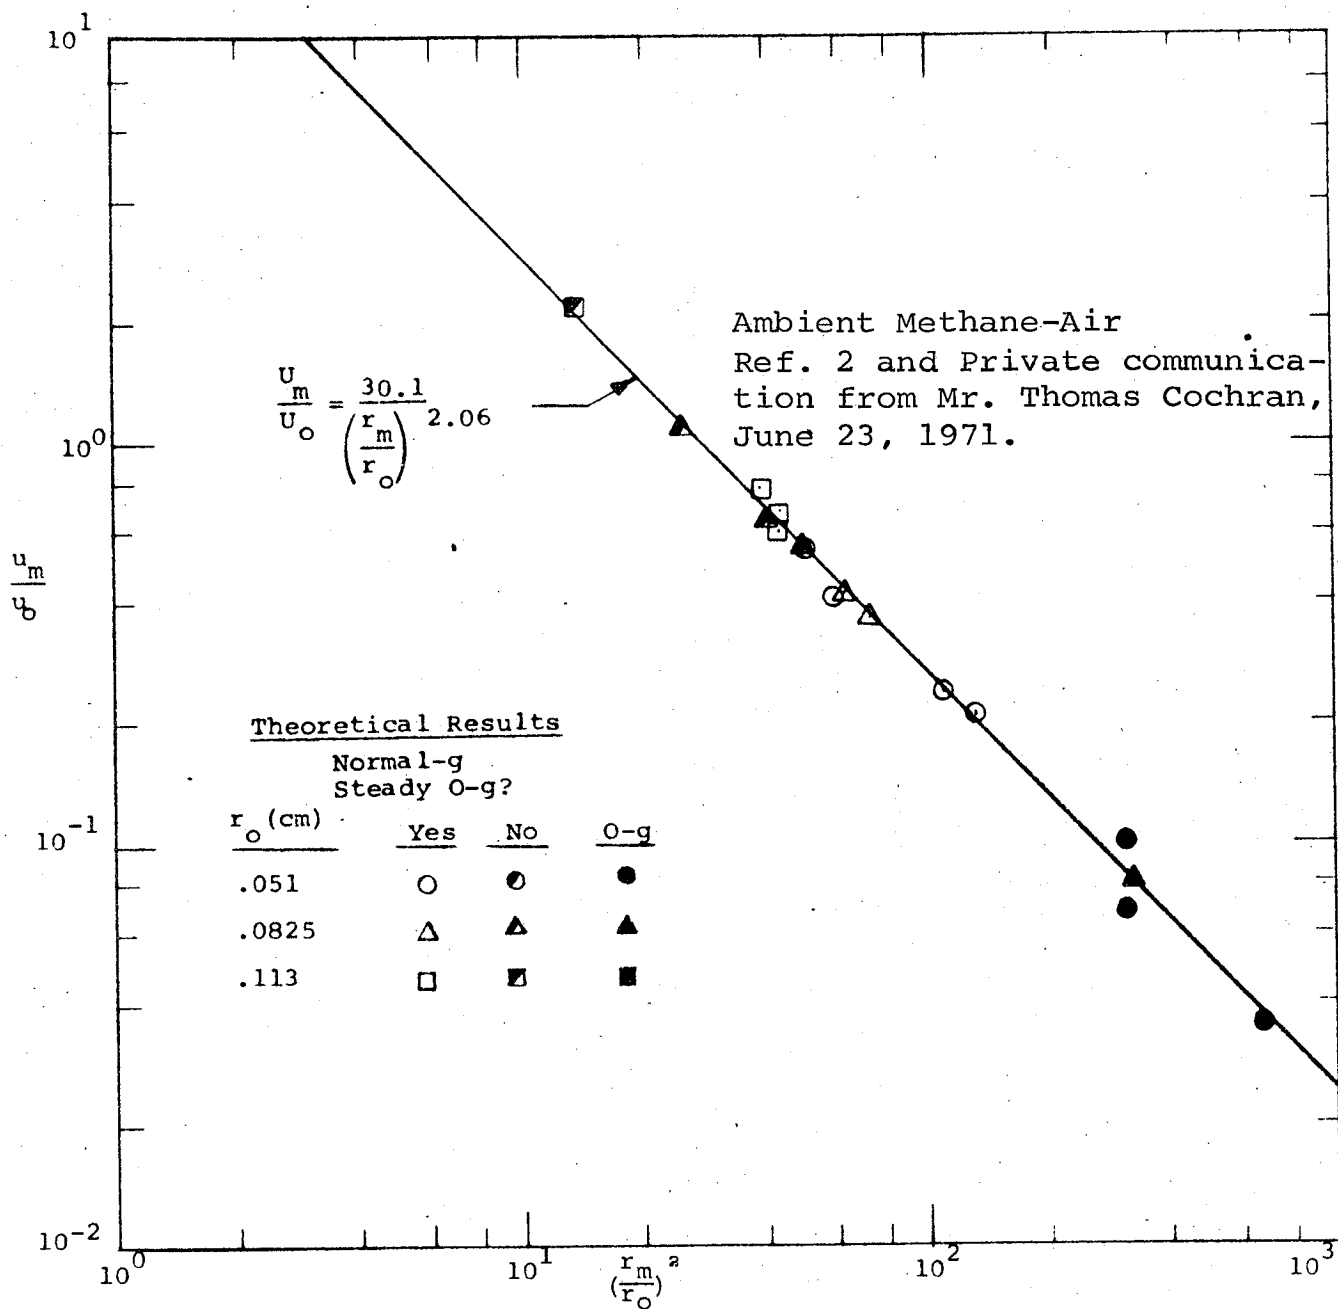 10^1
10^0
10^-1
10^-2
u_m
u_o
U_m / U_o = 30.1 / (r_m / r_o)^2.06
Ambient Methane-Air
Ref. 2 and Private communica-
tion from Mr. Thomas Cochran,
June 23, 1971.
Theoretical Results
Normal-g
Steady O-g?
r_o (cm) Yes No O-g
.051
.0825
.113
10^0 10^1 10^2 10^3
(r_m / r_o)^2